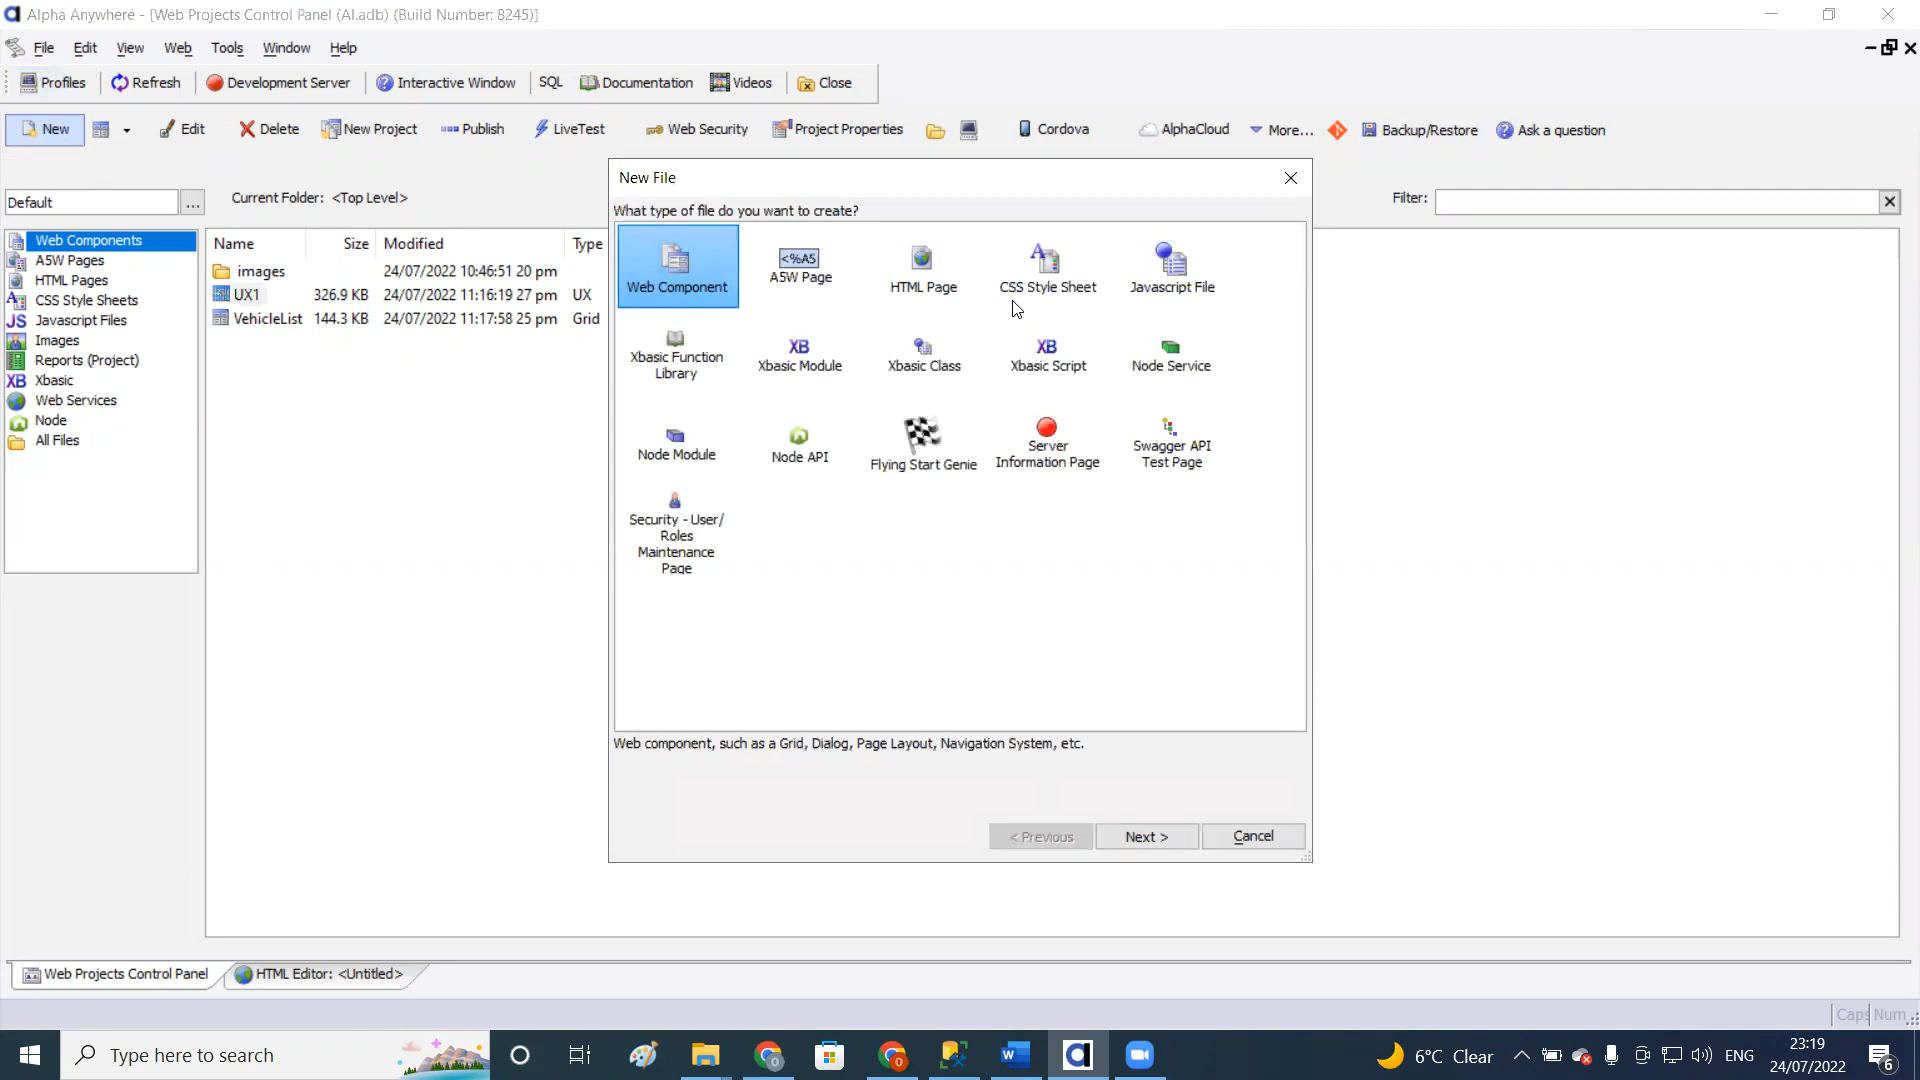 Alpha Anywhere - [Web Projects Control Panel (AI.adb) (Build Number: 8245)]
File Edit View Web Tools Window Help
Profiles Refresh Development Server Interactive Window SQL Documentation Videos Close
New Edit Delete New Project Publish LiveTest Web Security Project Properties Cordova AlphaCloud More... Backup/Restore Ask a question
Default ... Current Folder: <Top Level> Filter:
Web Components
A5W Pages
HTML Pages
CSS Style Sheets
Javascript Files
Images
Reports (Project)
Xbasic
Web Services
Node
All Files
Name Size Modified Type
images 24/07/2022 10:46:51 20 pm
UX1 326.9 KB 24/07/2022 11:16:19 27 pm UX
VehicleList 144.3 KB 24/07/2022 11:17:58 25 pm Grid
New File
What type of file do you want to create?
Web Component
<%A5
A5W Page
HTML Page
CSS Style Sheet
Javascript File
Xbasic Function
Library
XB
Xbasic Module
Xbasic Class
XB
Xbasic Script
Node Service
Node Module
Node API
Flying Start Genie
Server
Information Page
Swagger API
Test Page
Security - User/
Roles
Maintenance
Page
Web component, such as a Grid, Dialog, Page Layout, Navigation System, etc.
< Previous Next > Cancel
Web Projects Control Panel HTML Editor: <Untitled>
Caps Num
Type here to search
6°C Clear ENG
23:19
24/07/2022
6